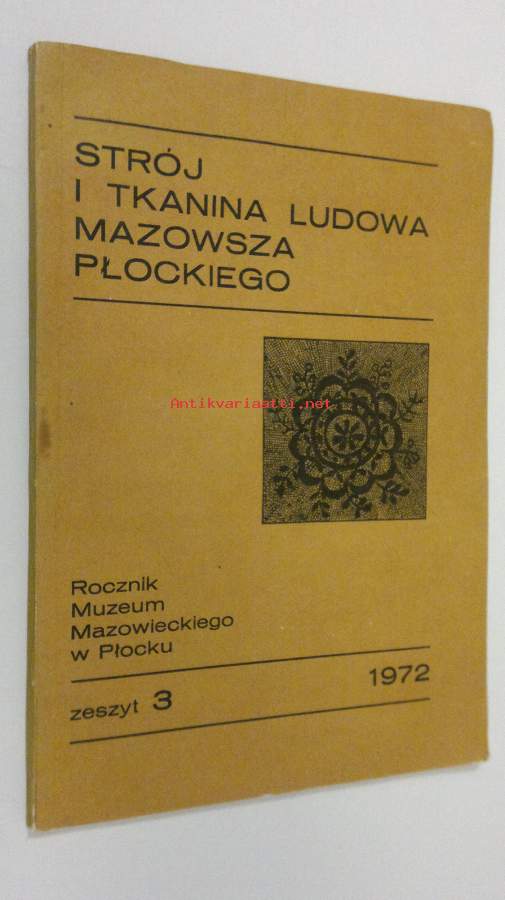 STRÓJ
I TKANINA LUDOWA
MAZOWSZA
PŁOCKIEGO
Antikvariaatti.net
Rocznik
Muzeum
Mazowieckiego
w Płocku
zeszyt 3 1972